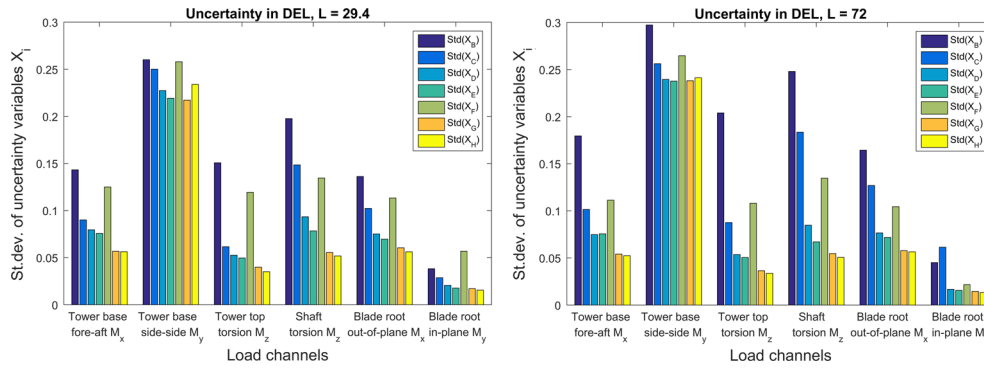 Uncertainty in DEL, L = 29.4
St.dev. of uncertainty variables X_i
0.3
0.25
0.2
0.15
0.1
0.05
0
Std(X_B)
Std(X_C)
Std(X_D)
Std(X_E)
Std(X_F)
Std(X_G)
Std(X_H)
Tower base Tower base Tower top Shaft Blade root Blade root
fore-aft M_x side-side M_y torsion M_z torsion M_z out-of-plane M_x in-plane M_y
Load channels
Uncertainty in DEL, L = 72
St.dev. of uncertainty variables X_i
0.3
0.25
0.2
0.15
0.1
0.05
0
Std(X_B)
Std(X_C)
Std(X_D)
Std(X_E)
Std(X_F)
Std(X_G)
Std(X_H)
Tower base Tower base Tower top Shaft Blade root Blade root
fore-aft M_x side-side M_y torsion M_z torsion M_z out-of-plane M_x in-plane M
Load channels